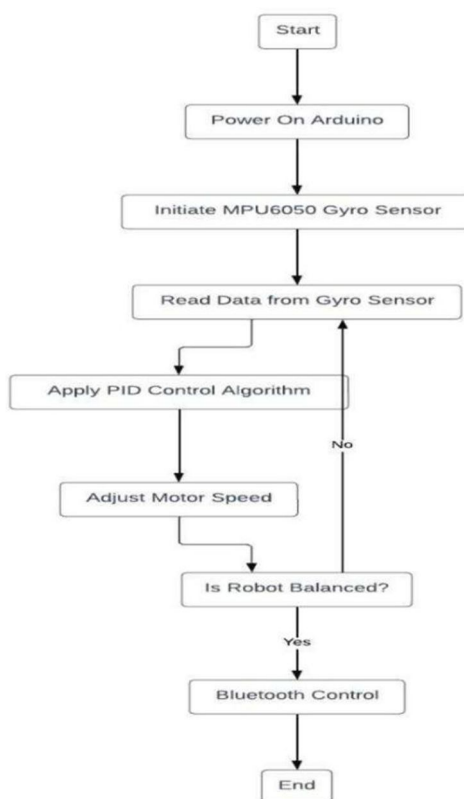 Start
Power On Arduino
Initiate MPU6050 Gyro Sensor
Read Data from Gyro Sensor
Apply PID Control Algorithm
No
Adjust Motor Speed
Is Robot Balanced?
Yes
Bluetooth Control
End